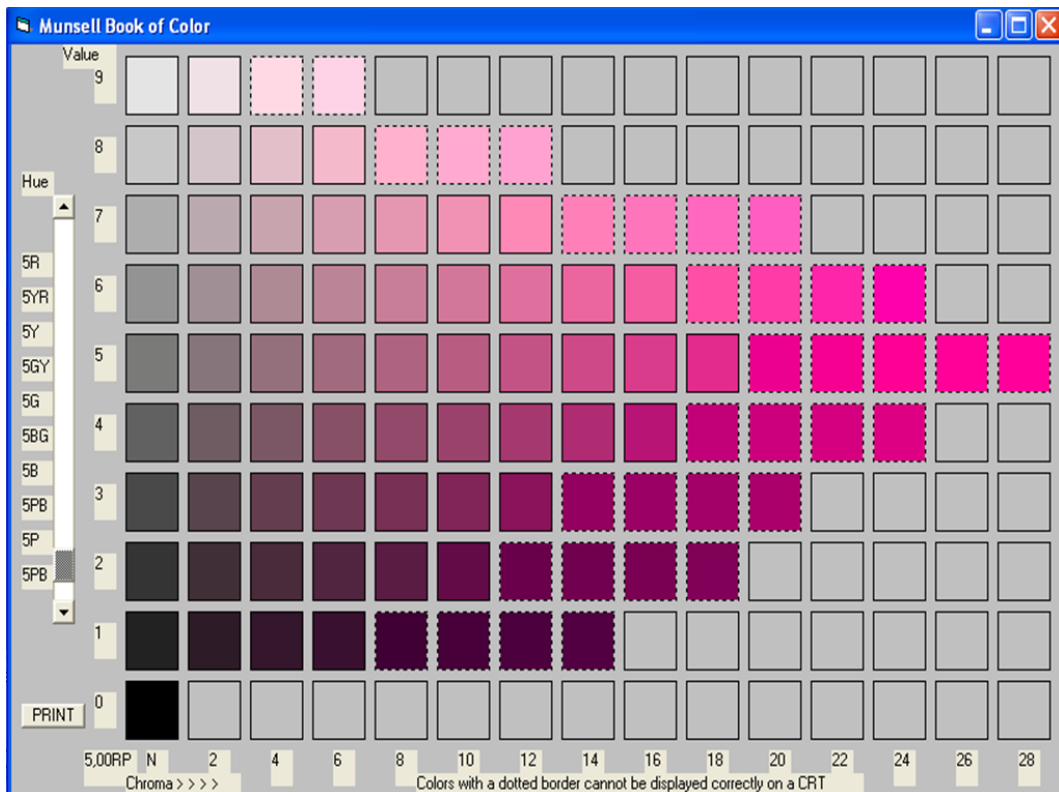 Munsell Book of Color
Value
9
8
Hue
7
5R
6
5YR
5Y
5
5GY
5G
4
5BG
5B
3
5PB
5P
2
5PB
1
0
PRINT
5,00RP N 2 4 6 8 10 12 14 16 18 20 22 24 26 28
Chroma > > > > Colors with a dotted border cannot be displayed correctly on a CRT